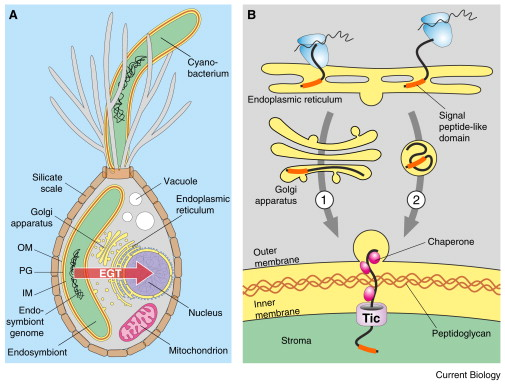 A
Cyano-
bacterium
Silicate
scale
Vacuole
Golgi
apparatus
Endoplasmic
reticulum
OM
PG
EGT
IM
Endo-
symbiont
genome
Nucleus
Endosymbiont
Mitochondrion
B
Endoplasmic reticulum
Signal
peptide-like
domain
Golgi
apparatus
1
2
Chaperone
Outer
membrane
Inner
membrane
Tic
Peptidoglycan
Stroma
Current Biology